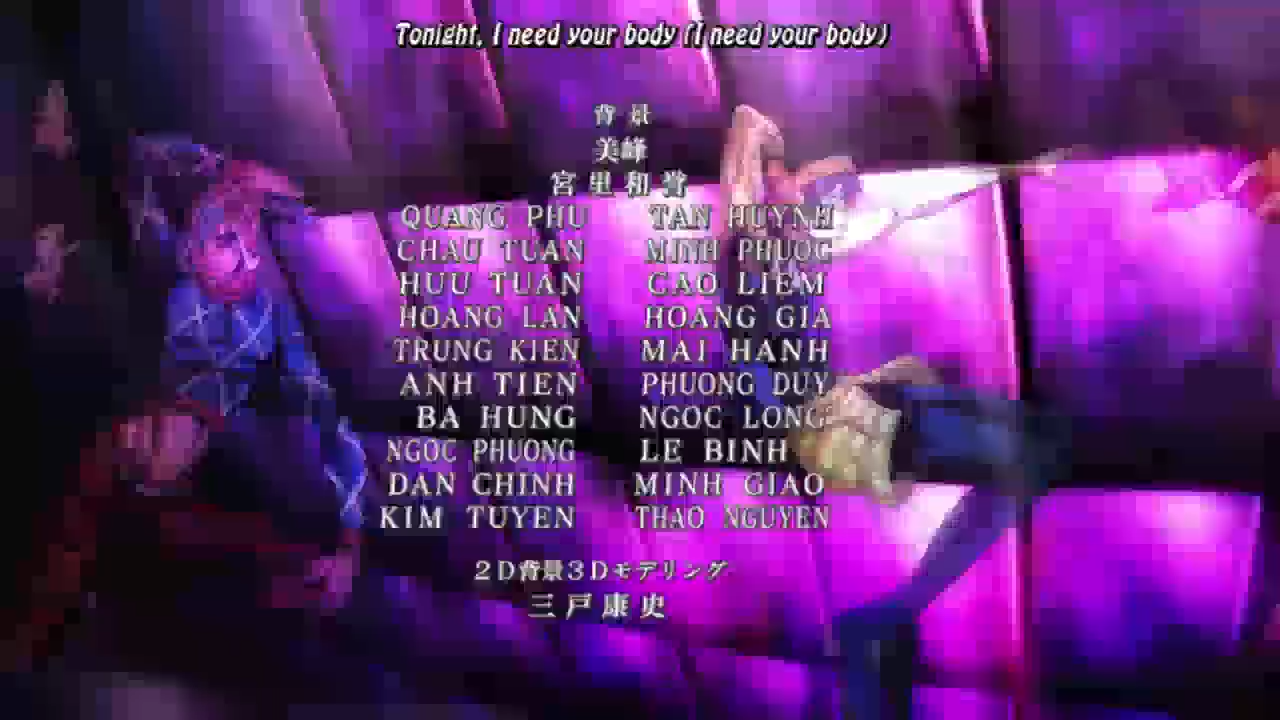 Tonight, I need your body (I need your body)
背景
美峰
宮里和誉
QUANG PHU TAN HUYNH
CHAU TUAN MINH PHUOC
HUU TUAN CAO LIEM
HOANG LAN HOANG GIA
TRUNG KIEN MAI HANH
ANH TIEN PHUONG DUY
BA HUNG NGOC LONG
NGOC PHUONG LE BINH
DAN CHINH MINH GIAO
KIM TUYEN THAO NGUYEN
2D背景3Dモデリング
三戸康史